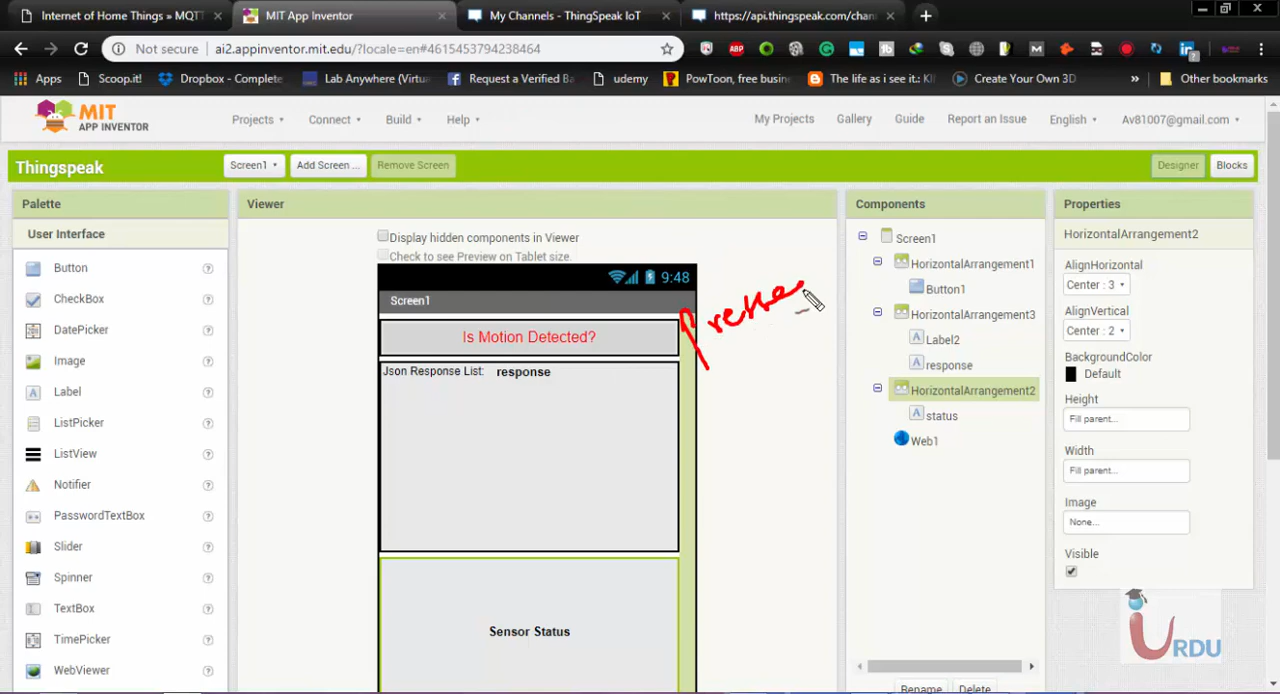 Internet of Home Things » MQTT
MIT App Inventor
My Channels - ThingSpeak IoT
https://api.thingspeak.com/chan
Not secure
ai2.appinventor.mit.edu/?locale=en#4615453794238464
Apps
Scoop.it!
Dropbox - Complete
Lab Anywhere (Virtu
Request a Verified Ba
udemy
PowToon, free busin
The life as i see it.: KI
Create Your Own 3D
»
Other bookmarks
MIT
APP INVENTOR
Projects
Connect
Build
Help
My Projects
Gallery
Guide
Report an Issue
English
Av81007@gmail.com
Thingspeak
Screen1
Add Screen ...
Remove Screen
Designer
Blocks
Palette
User Interface
Button
CheckBox
DatePicker
Image
Label
ListPicker
ListView
Notifier
PasswordTextBox
Slider
Spinner
TextBox
TimePicker
WebViewer
Viewer
Display hidden components in Viewer
Check to see Preview on Tablet size.
9:48
Screen1
Is Motion Detected?
Json Response List: response
Sensor Status
Components
Screen1
HorizontalArrangement1
Button1
HorizontalArrangement3
Label2
response
HorizontalArrangement2
status
Web1
Rename
Delete
Properties
HorizontalArrangement2
AlignHorizontal
Center : 3
AlignVertical
Center : 2
BackgroundColor
Default
Height
Fill parent...
Width
Fill parent...
Image
None...
Visible
URDU